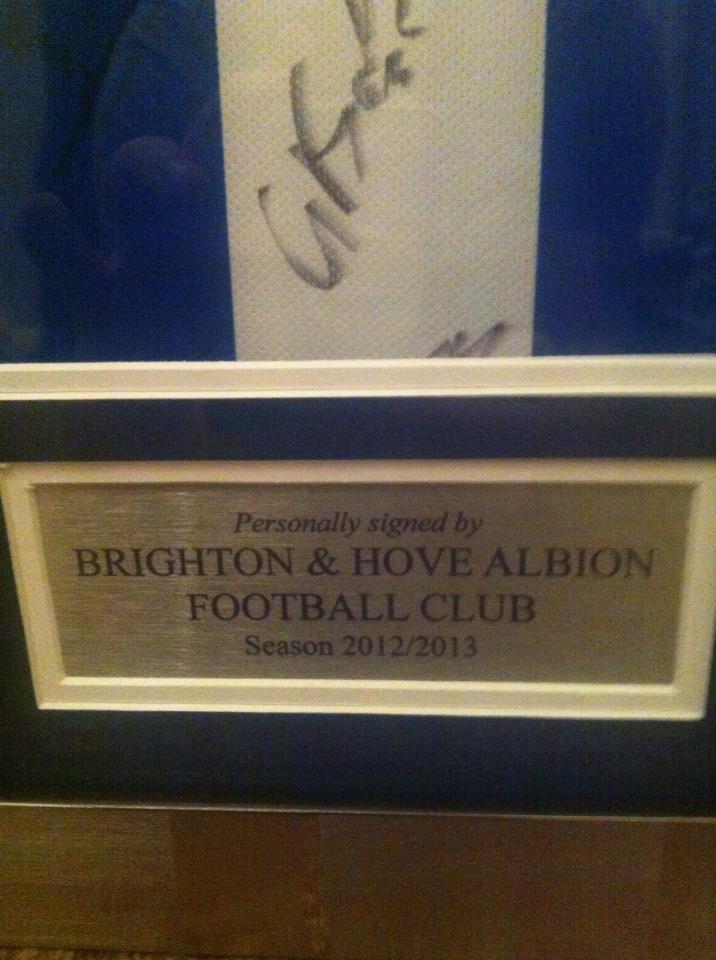 Personally signed by
BRIGHTON & HOVE ALBION
FOOTBALL CLUB
Season 2012/2013